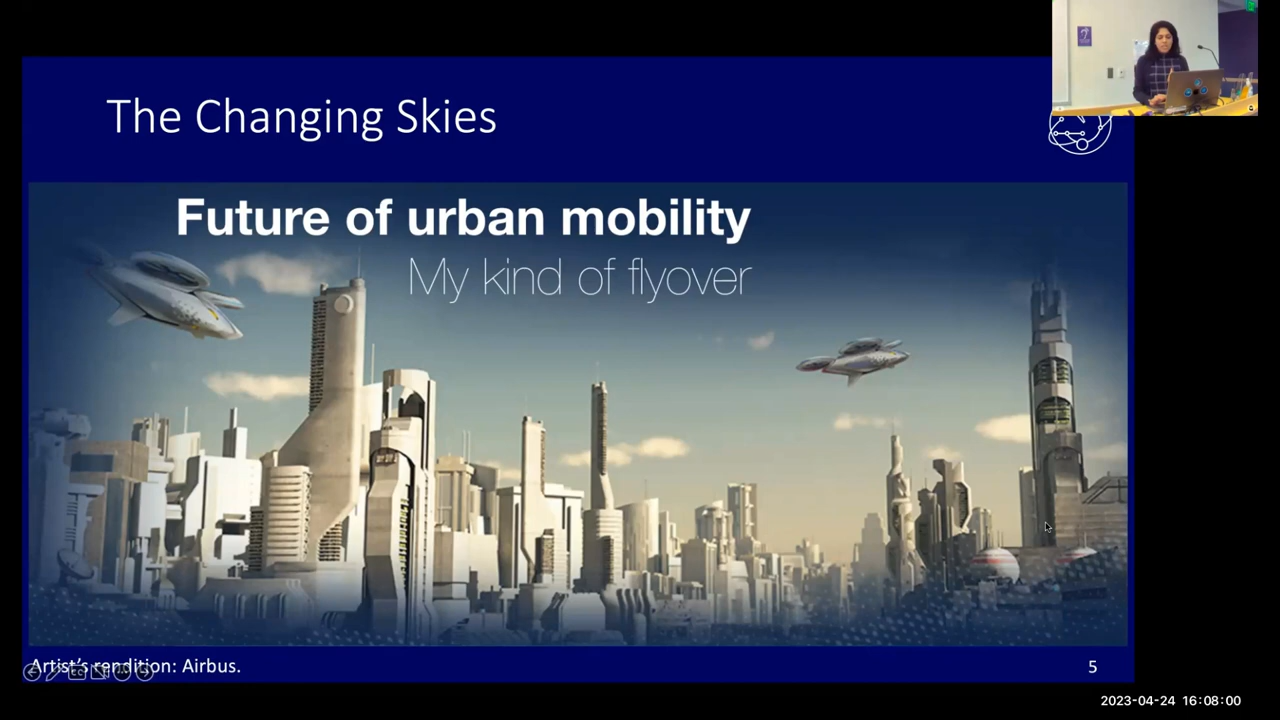 The Changing Skies
Future of urban mobility
My kind of flyover
Artist's rendition: Airbus.
5
2023-04-24 16:08:00